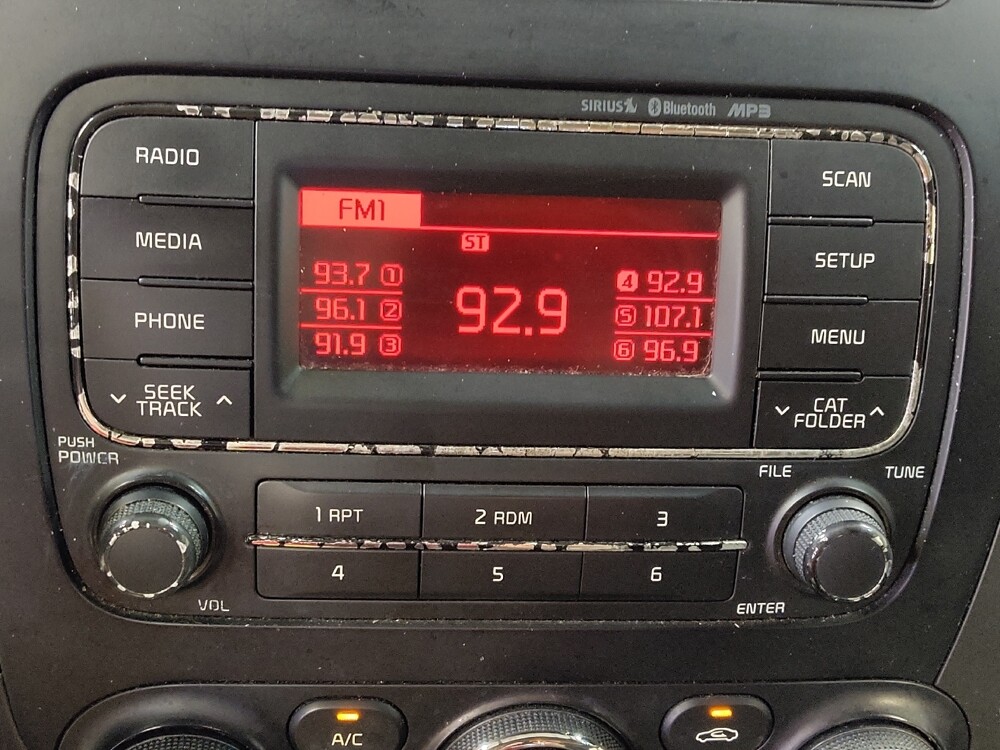 SIRIUS Bluetooth MP3
RADIO
MEDIA
PHONE
SEEK
TRACK
FM1
ST
93.7 1
96.1 2
91.9 3
92.9
4 92.9
5 107.1
6 96.9
SCAN
SETUP
MENU
CAT
FOLDER
PUSH
POWER
VOL
1 RPT
2 RDM
3
4
5
6
FILE
TUNE
ENTER
A/C